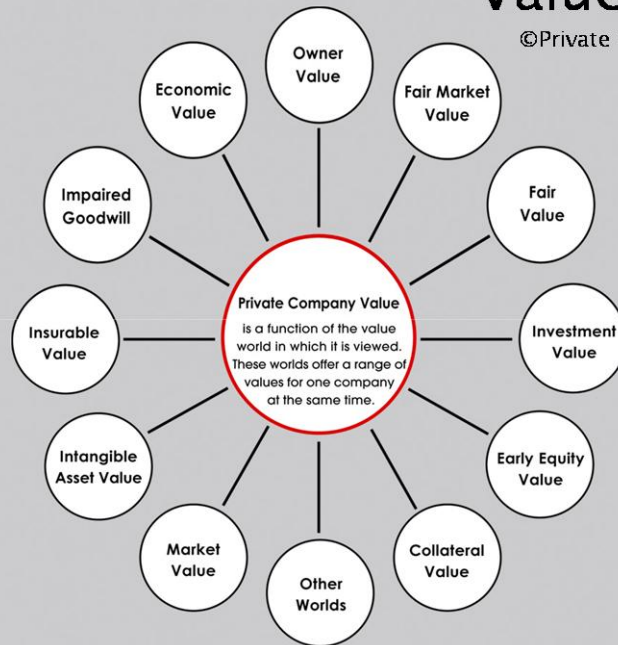 Value
©Private
Owner
Value
Fair Market
Value
Fair
Value
Investment
Value
Early Equity
Value
Collateral
Value
Other
Worlds
Market
Value
Intangible
Asset Value
Insurable
Value
Impaired
Goodwill
Economic
Value
Private Company Value
is a function of the value
world in which it is viewed.
These worlds offer a range of
values for one company
at the same time.